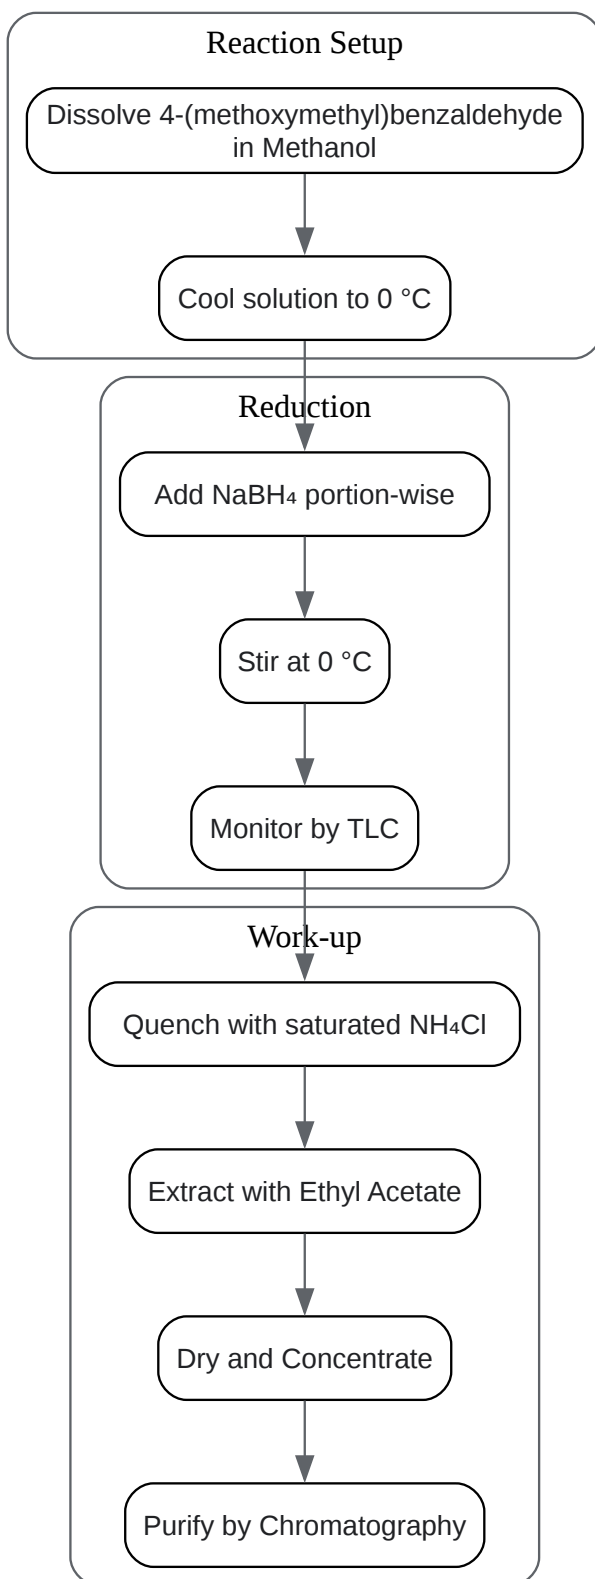 Reaction Setup
Dissolve 4-(methoxymethyl)benzaldehyde
in Methanol
Cool solution to 0 °C
Reduction
Add NaBH₄ portion-wise
Stir at 0 °C
Monitor by TLC
Work-up
Quench with saturated NH₄Cl
Extract with Ethyl Acetate
Dry and Concentrate
Purify by Chromatography